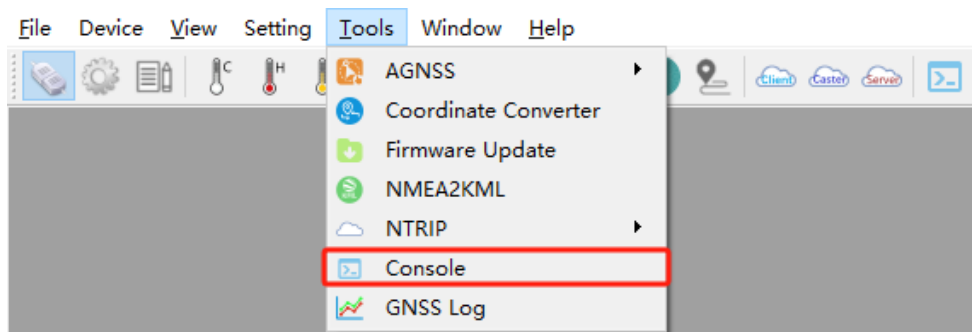 File Device View Setting Tools Window Help
C H Client Caster Server
AGNSS
Coordinate Converter
Firmware Update
NMEA2KML
NTRIP
Console
GNSS Log